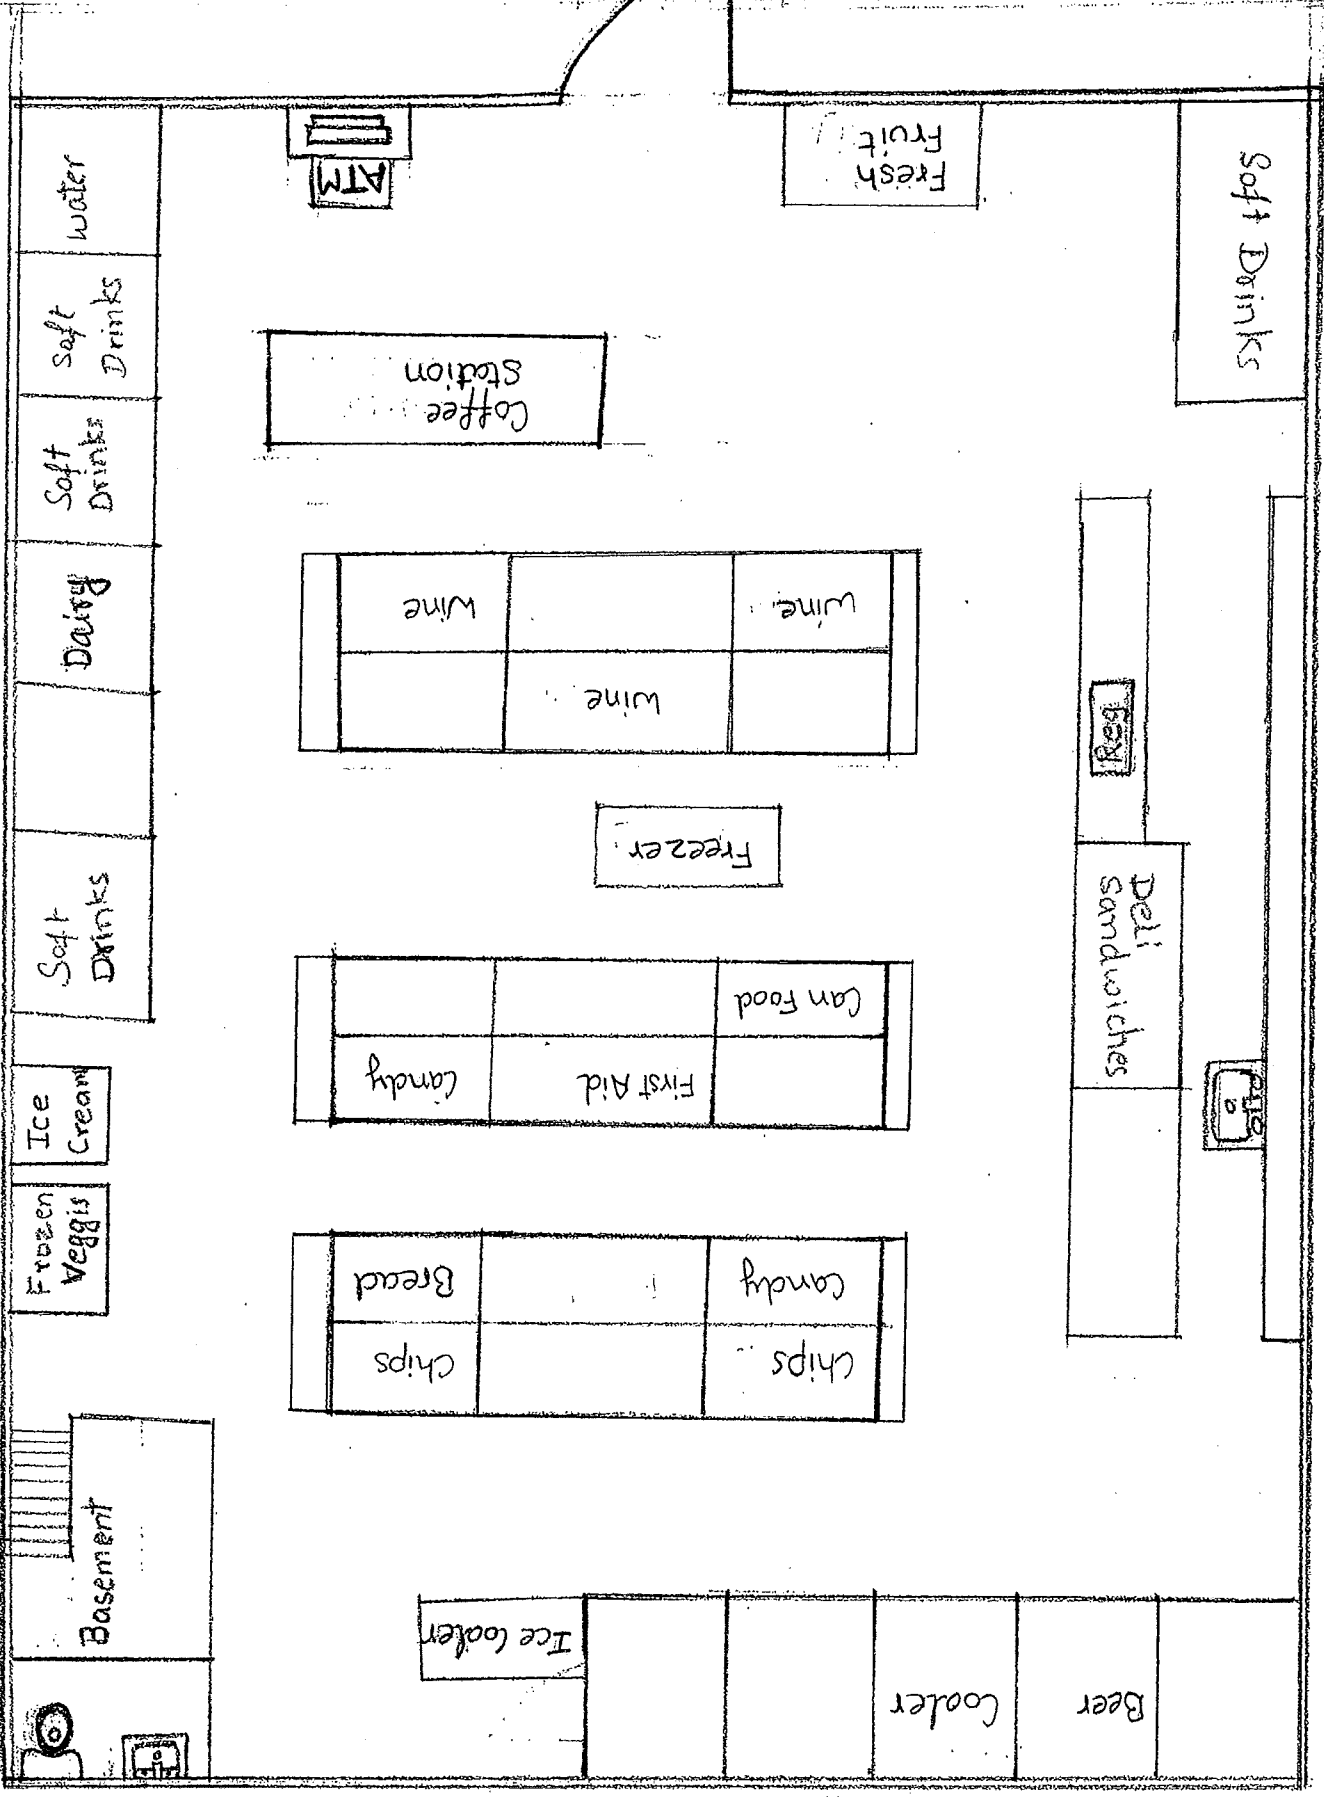 Water
Soft
Drinks
Soft
Drinks
Dairy
Soft
Drinks
Ice
Cream
Frozen
Veggis
Basement
ATM
Fresh
Fruit
Soft Drinks
Coffee
Station
Wine
Wine
Wine
Reg
Freezer
Deli
Sandwiches
Can Food
Candy
First Aid
Bread
Candy
Chips
Chips
Ice Cooler
Cooler
Beer